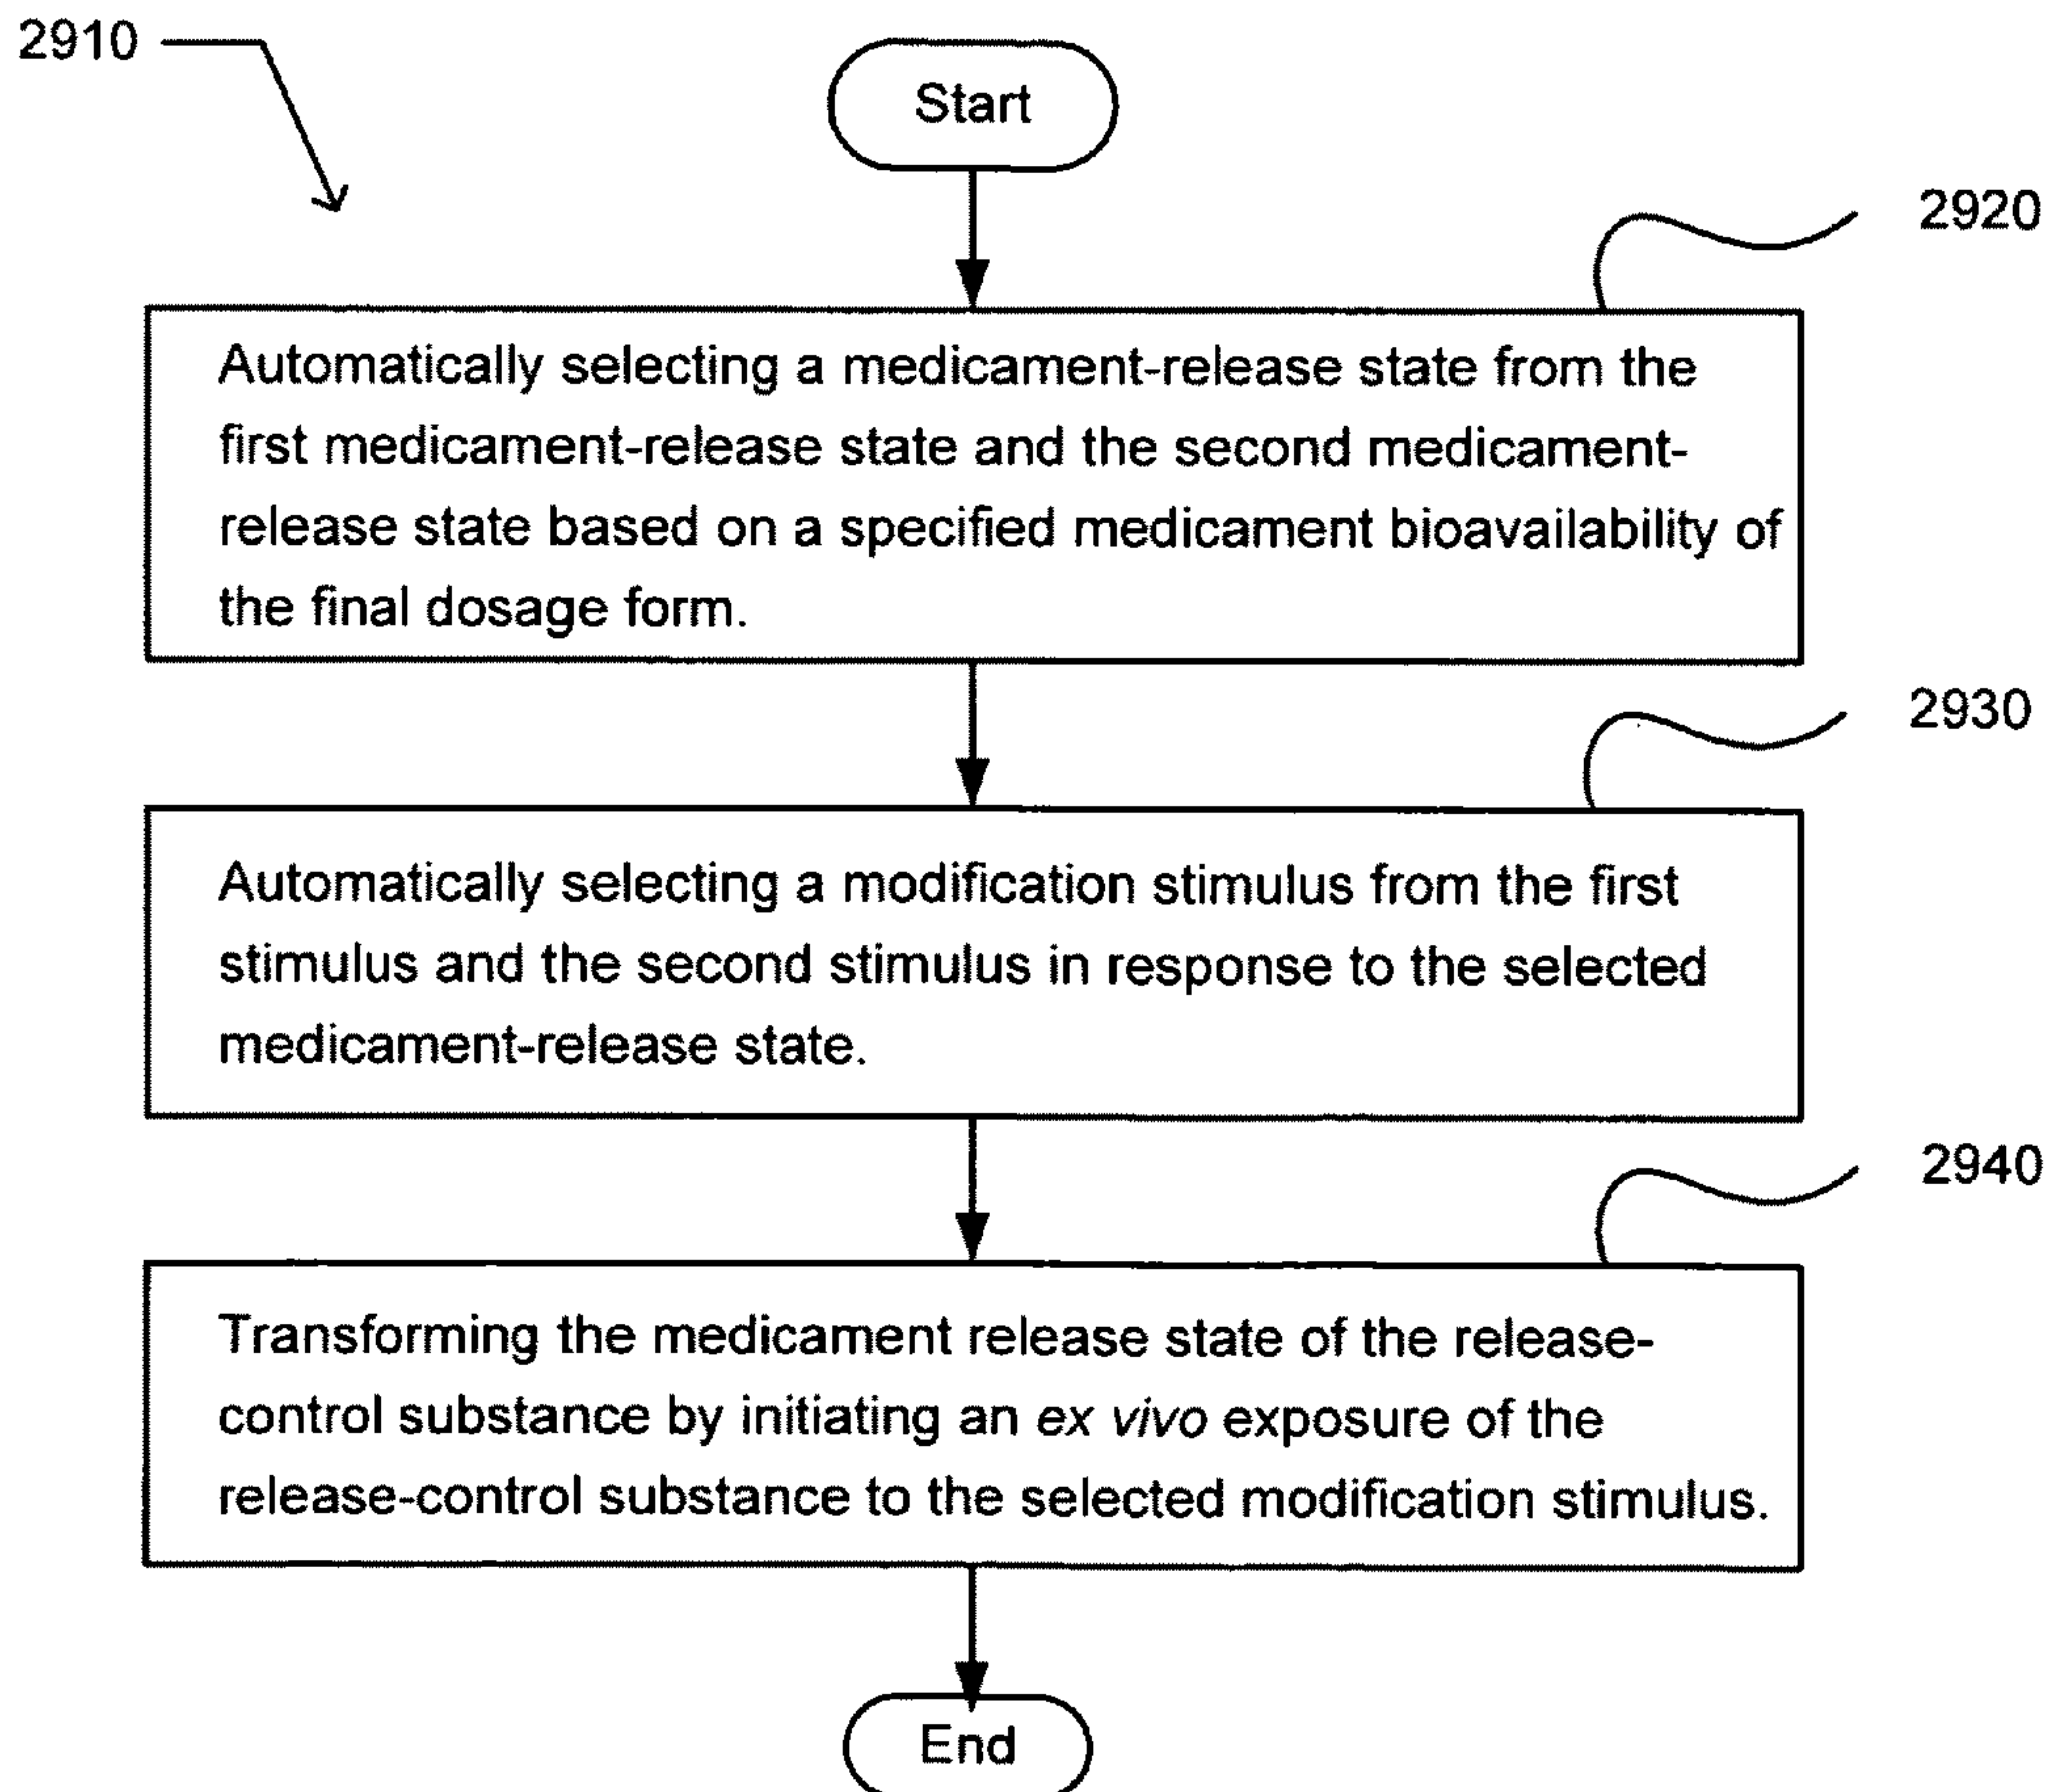 2910
Start
2920
Automatically selecting a medicament-release state from the
first medicament-release state and the second medicament-
release state based on a specified medicament bioavailability of
the final dosage form.
2930
Automatically selecting a modification stimulus from the first
stimulus and the second stimulus in response to the selected
medicament-release state.
2940
Transforming the medicament release state of the release-
control substance by initiating an ex vivo exposure of the
release-control substance to the selected modification stimulus.
End